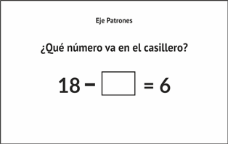 Eje Patrones
¿Qué número va en el casillero?
18 - = 6